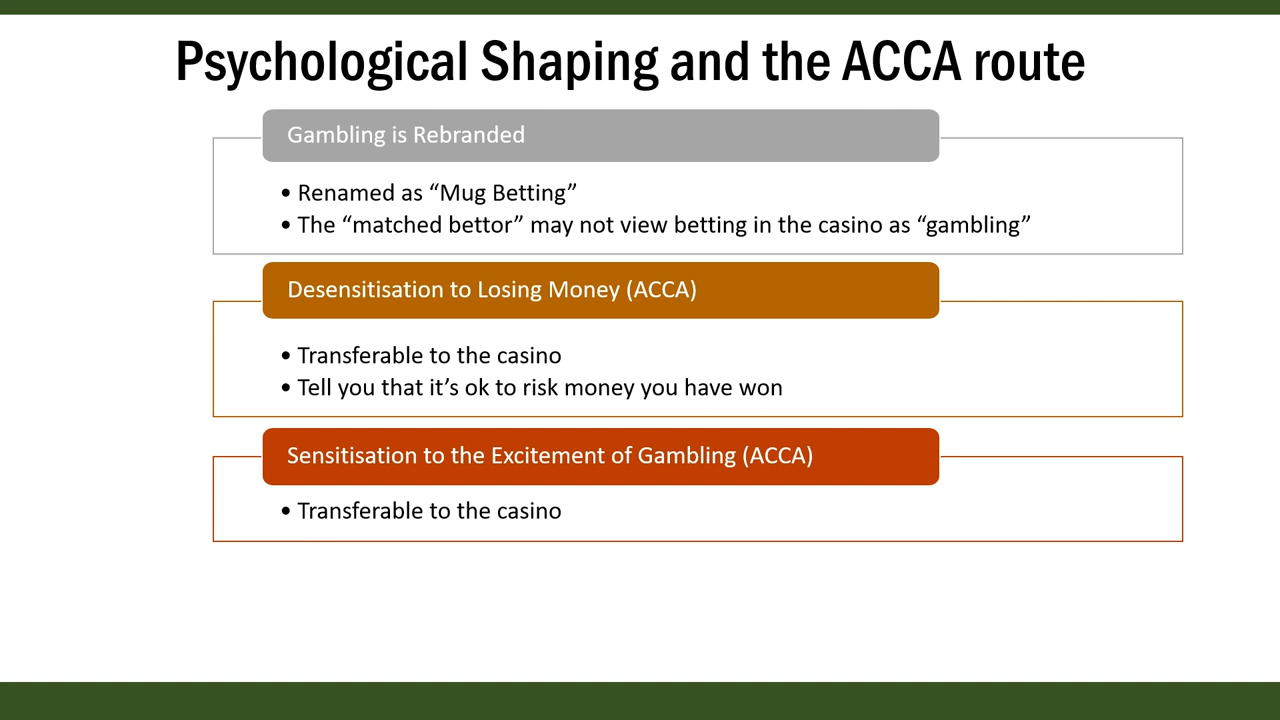 Psychological Shaping and the ACCA route
Gambling is Rebranded
• Renamed as “Mug Betting”
• The “matched bettor” may not view betting in the casino as “gambling”
Desensitisation to Losing Money (ACCA)
• Transferable to the casino
• Tell you that it’s ok to risk money you have won
Sensitisation to the Excitement of Gambling (ACCA)
• Transferable to the casino